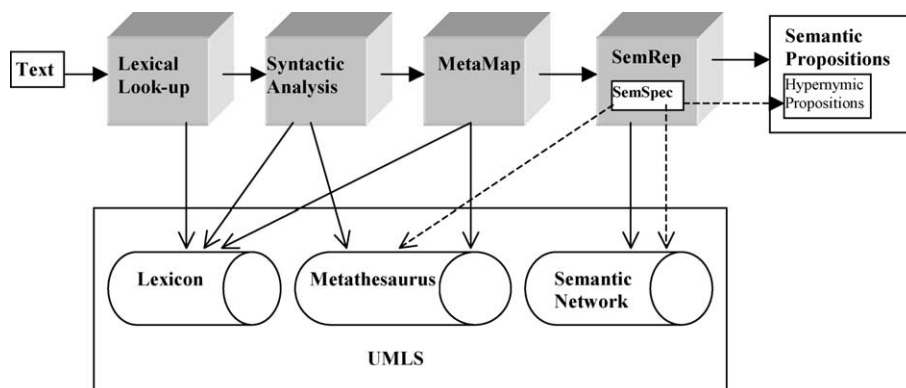 Text
Lexical
Look-up
Syntactic
Analysis
MetaMap
SemRep
SemSpec
Semantic
Propositions
Hypernymic
Propositions
Lexicon
Metathesaurus
Semantic
Network
UMLS